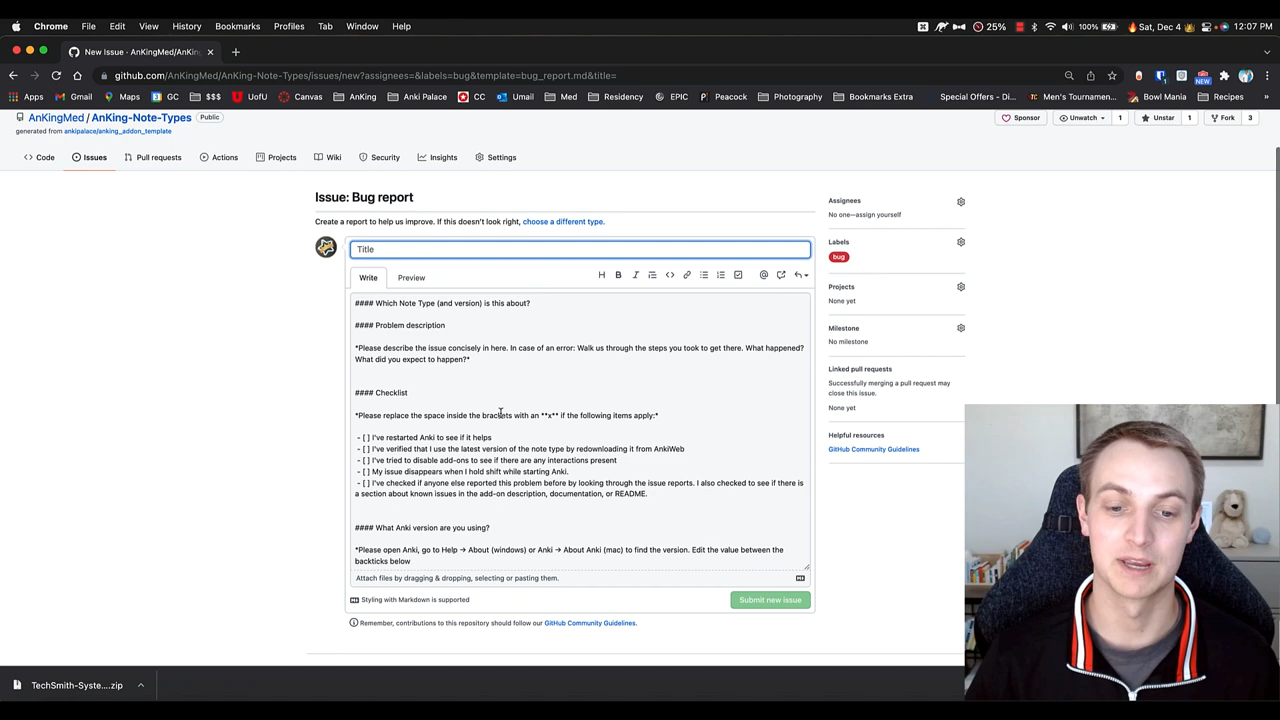 Chrome File Edit View History Bookmarks Profiles Tab Window Help 25% 100% Sat, Dec 4 12:07 PM
New Issue · AnKingMed/AnKing-
github.com/AnKingMed/AnKing-Note-Types/issues/new?assignees=&labels=bug&template=bug_report.md&title=
NEW
Apps Gmail Maps GC $$$ UofU Canvas AnKing Anki Palace CC Umail Med Residency EPIC Peacock Photography Bookmarks Extra Special Offers - Di... Men's Tournamen... Bowl Mania Recipes
AnKingMed / AnKing-Note-Types Public Sponsor Unwatch 1 Unstar 1 Fork 3
generated from ankipalace/anking_addon_template
Code Issues Pull requests Actions Projects Wiki Security Insights Settings
Issue: Bug report
Create a report to help us improve. If this doesn't look right, choose a different type.
Title
Write Preview
#### Which Note Type (and version) is this about?
#### Problem description
*Please describe the issue concisely in here. In case of an error: Walk us through the steps you took to get there. What happened?
What did you expect to happen?*
#### Checklist
*Please replace the space inside the brackets with an **x** if the following items apply:*
- [ ] I've restarted Anki to see if it helps
- [ ] I've verified that I use the latest version of the note type by redownloading it from AnkiWeb
- [ ] I've tried to disable add-ons to see if there are any interactions present
- [ ] My issue disappears when I hold shift while starting Anki.
- [ ] I've checked if anyone else reported this problem before by looking through the issue reports. I also checked to see if there is
a section about known issues in the add-on description, documentation, or README.
#### What Anki version are you using?
*Please open Anki, go to Help → About (windows) or Anki → About Anki (mac) to find the version. Edit the value between the
backticks below
Attach files by dragging & dropping, selecting or pasting them.
Styling with Markdown is supported
Submit new issue
Remember, contributions to this repository should follow our GitHub Community Guidelines.
Assignees
No one—assign yourself
Labels
bug
Projects
None yet
Milestone
No milestone
Linked pull requests
Successfully merging a pull request may
close this issue.
None yet
Helpful resources
GitHub Community Guidelines
TechSmith-Syste....zip